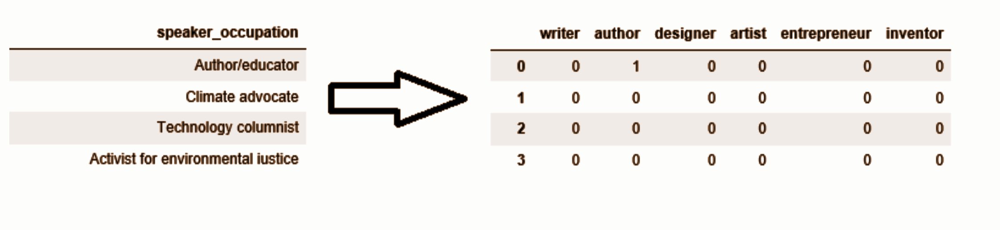 speaker_occupation
Author/educator
Climate advocate
Technology columnist
Activist for environmental iustice
writer author designer artist entrepreneur inventor
0 0 1 0 0 0 0
1 0 0 0 0 0 0
2 0 0 0 0 0 0
3 0 0 0 0 0 0